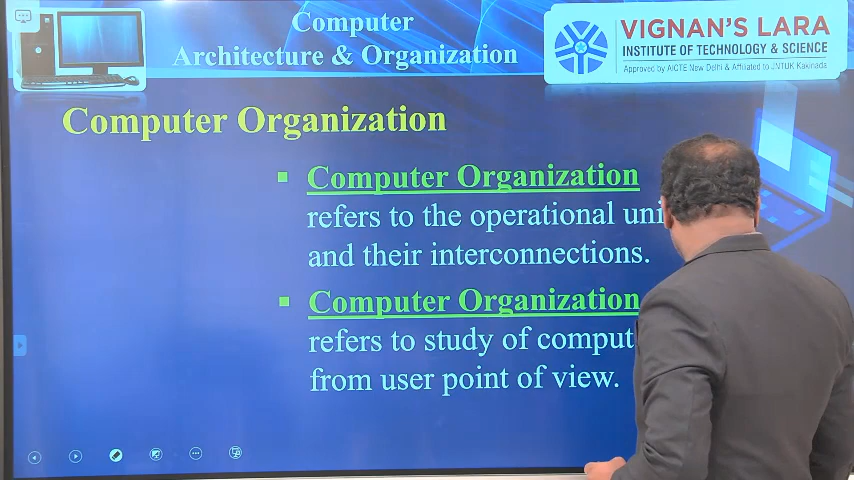 Computer
Architecture & Organization
VIGNAN'S LARA
INSTITUTE OF TECHNOLOGY & SCIENCE
Approved by AICTE New Delhi & Affiliated to JNTUK Kakinada
Computer Organization
▪ Computer Organization
refers to the operational uni
and their interconnections.
▪ Computer Organization
refers to study of comput
from user point of view.